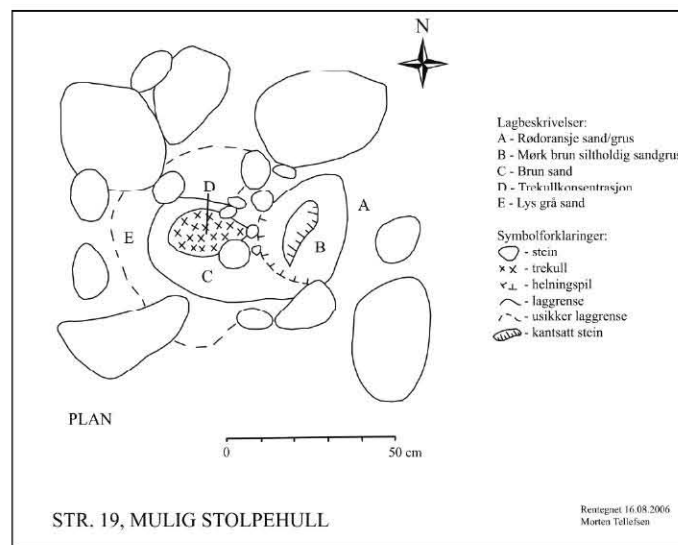 N
Lagbeskrivelser:
A - Rødoransje sand/grus
B - Mørk brun siltholdig sandgrus
C - Brun sand
D - Trekullkonsentrasjon
E - Lys grå sand
Symbolforklaringer:
- stein
- trekull
- helningspil
- laggrense
- usikker laggrense
- kantsatt stein
D
A
E
B
C
PLAN
0
50 cm
STR. 19, MULIG STOLPEHULL
Rentegnet 16.08.2006
Morten Tellefsen